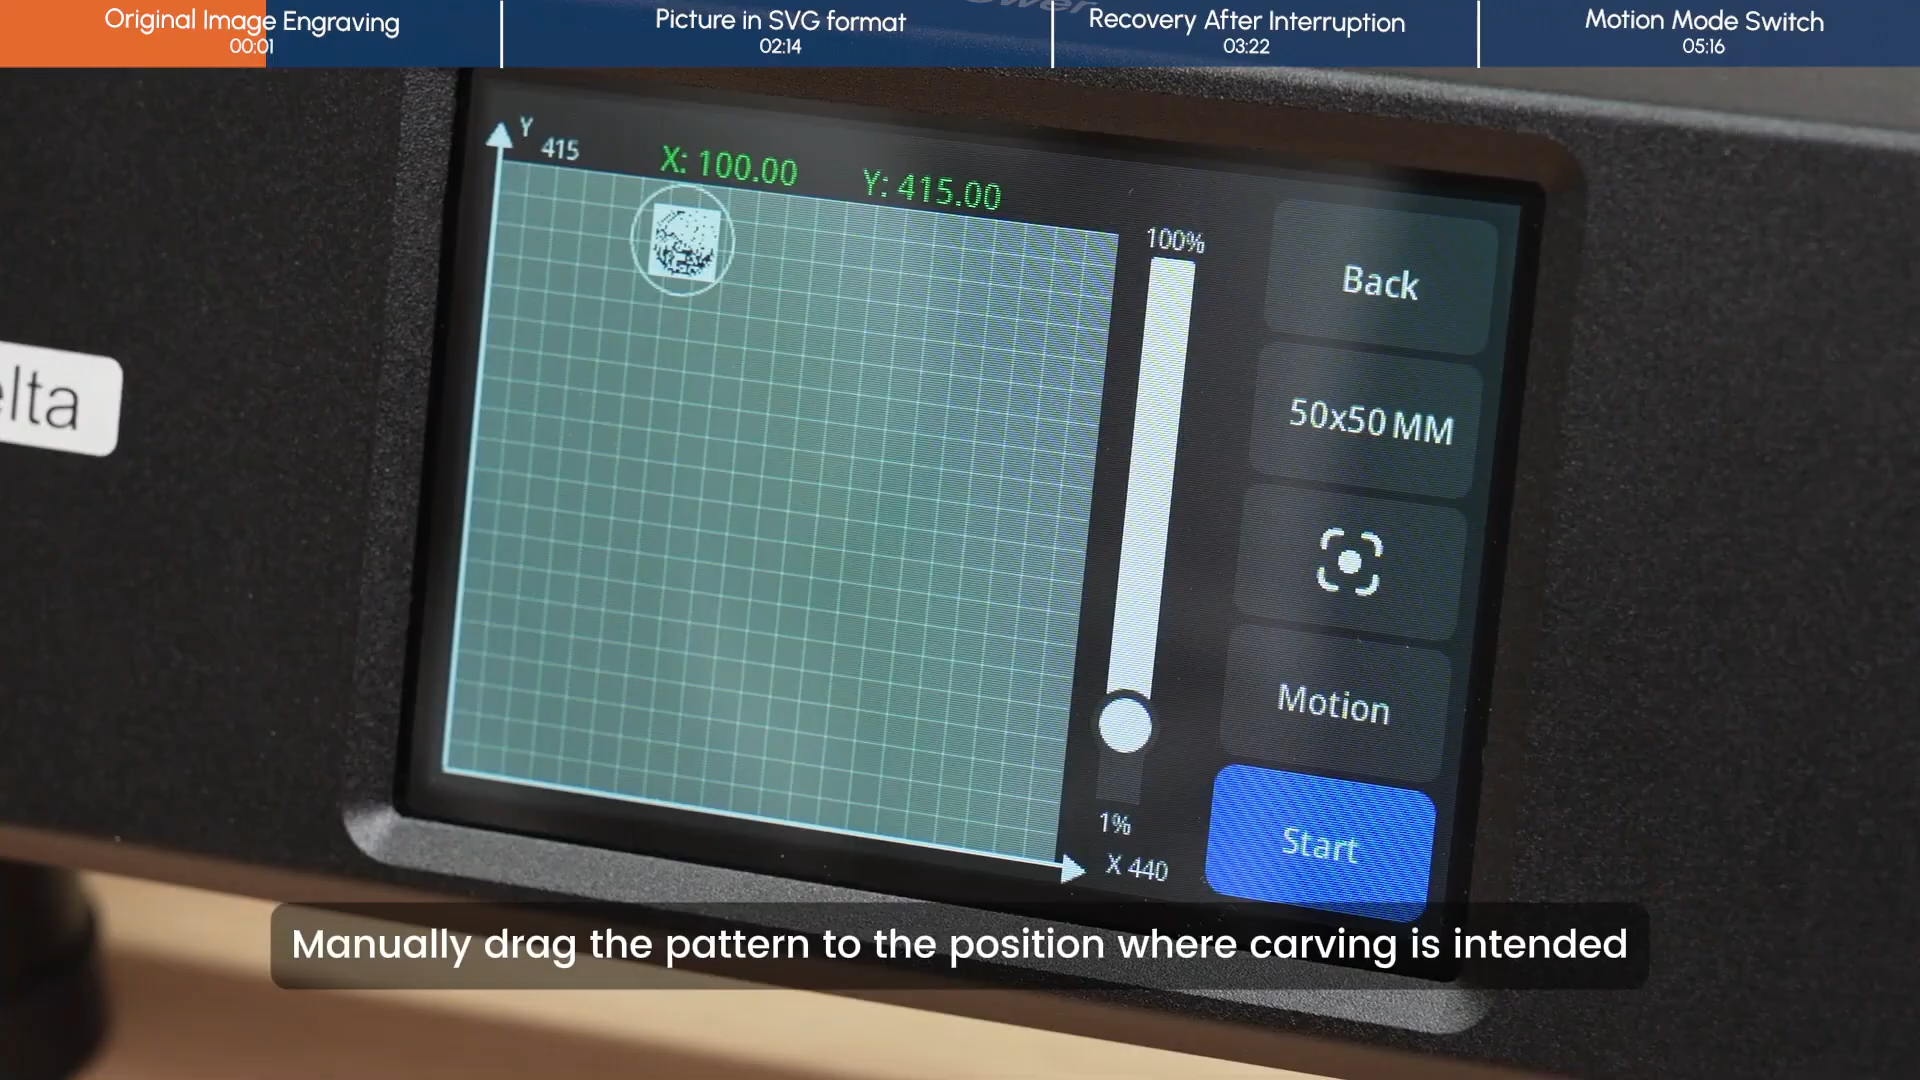 Original Image Engraving
00:01
Picture in SVG format
02:14
Recovery After Interruption
03:22
Motion Mode Switch
05:16
Y
415
X: 100.00
Y: 415.00
100%
Back
50x50 MM
elta
Motion
1%
Start
X 440
Manually drag the pattern to the position where carving is intended